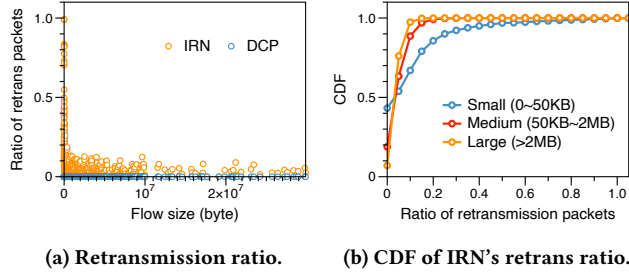 1.0
0.5
0
Ratio of retrans packets
IRN
DCP
0
10^7
2×10^7
Flow size (byte)
(a) Retransmission ratio.
1.0
0.5
0
CDF
Small (0~50KB)
Medium (50KB~2MB)
Large (>2MB)
0
0.2
0.4
0.6
0.8
1.0
Ratio of retransmission packets
(b) CDF of IRN's retrans ratio.